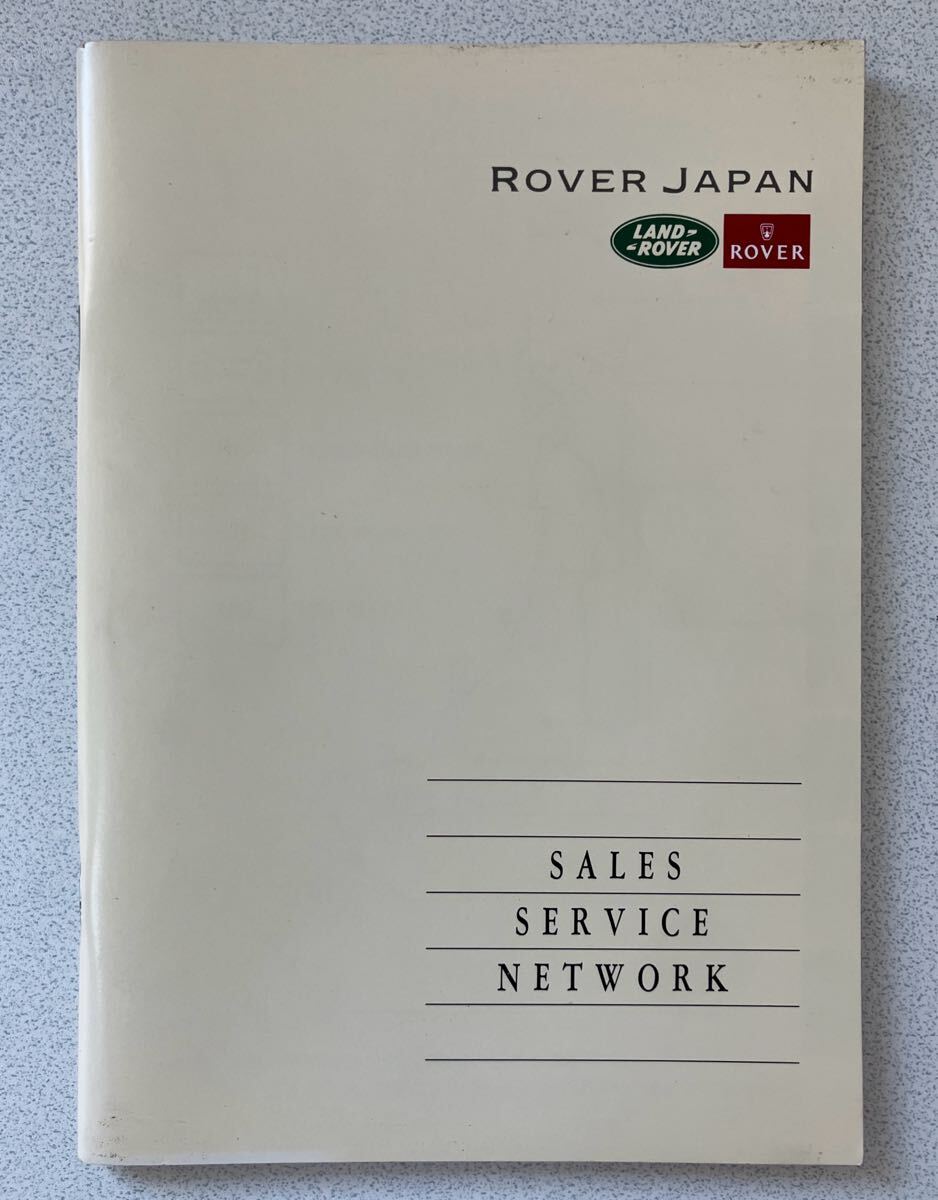 ROVER JAPAN
LAND-
-ROVER
ROVER
SALES
SERVICE
NETWORK